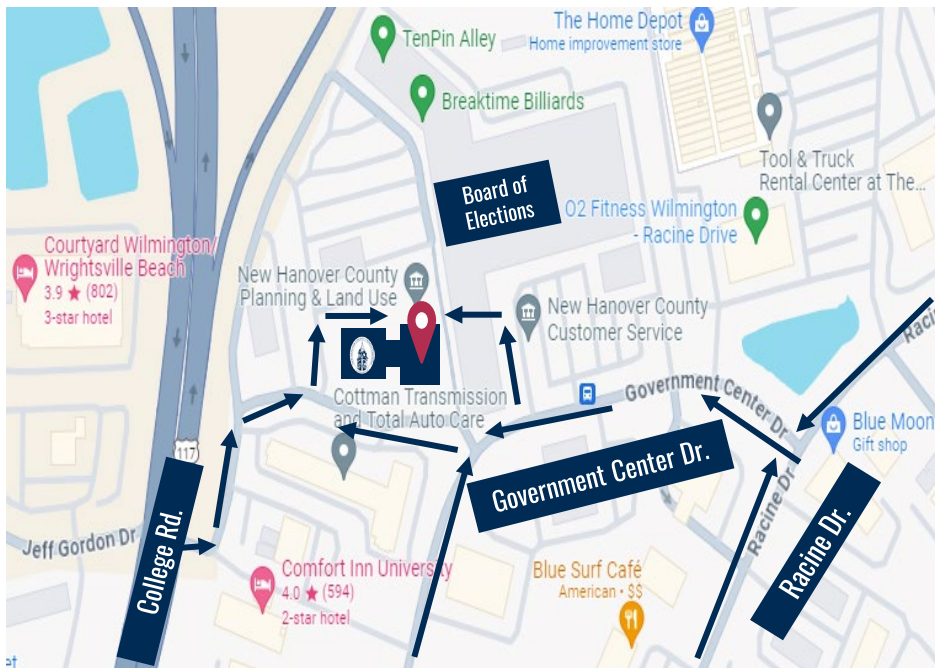 The Home Depot
Home improvement store
TenPin Alley
Breaktime Billiards
Tool & Truck
Rental Center at The...
Board of
Elections
O2 Fitness Wilmington
- Racine Drive
Courtyard Wilmington/
Wrightsville Beach
3.9 ★ (802)
3-star hotel
New Hanover County
Planning & Land Use
New Hanover County
Customer Service
Racin
Cottman Transmission
and Total Auto Care
Government Center Dr
Blue Moon
Gift shop
117
Government Center Dr.
College Rd.
Jeff Gordon Dr
Racine Dr
Racine Dr.
Comfort Inn University
4.0 ★ (594)
2-star hotel
Blue Surf Café
American • $$
et